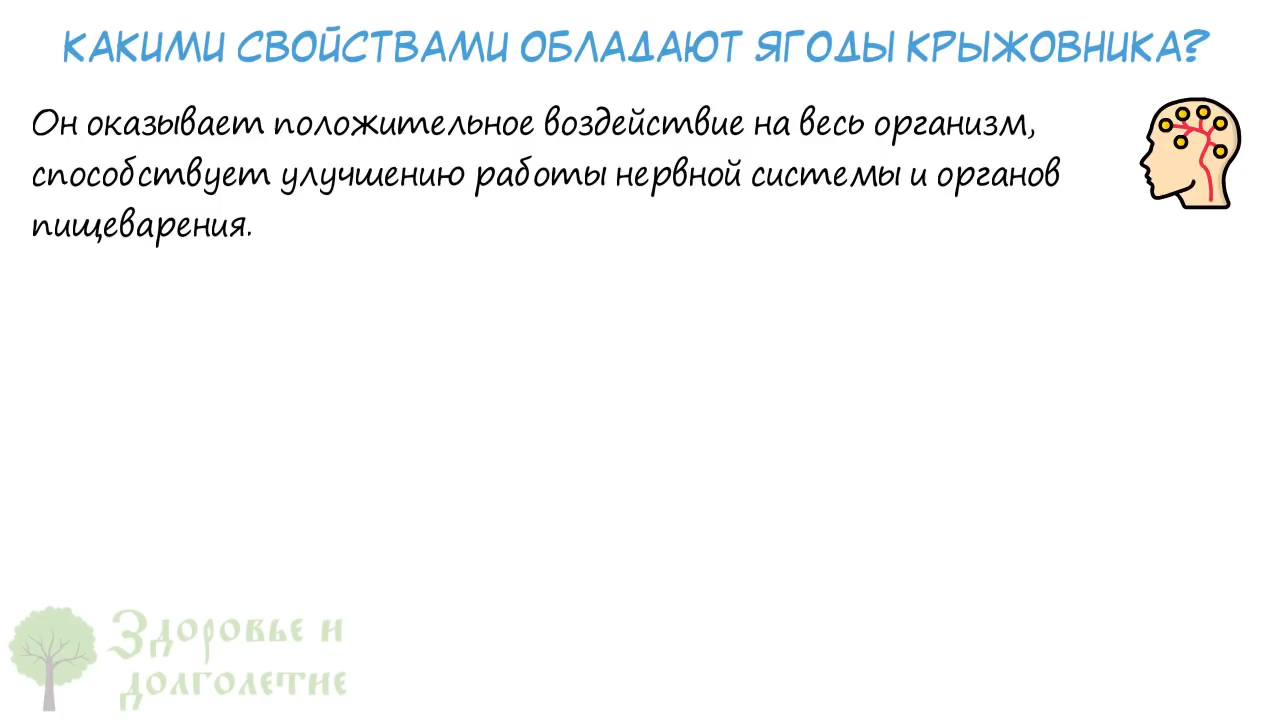 КАКИМИ СВОЙСТВАМИ ОБЛАДАЮТ ЯГОДЫ КРЫЖОВНИКА?
Он оказывает положительное воздействие на весь организм,
способствует улучшению работы нервной системы и органов
пищеварения.
Здоровье и
долголетие